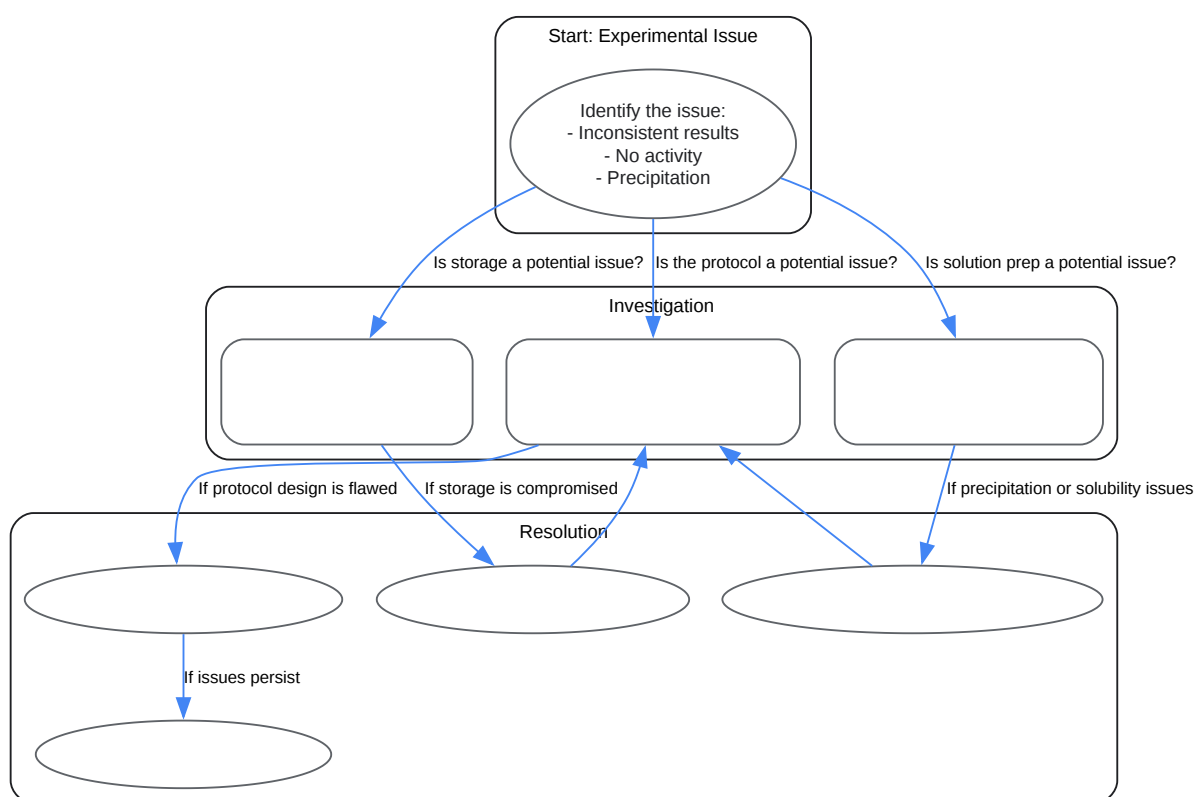 Start: Experimental Issue
Identify the issue:
- Inconsistent results
- No activity
- Precipitation
Is storage a potential issue?
Is the protocol a potential issue?
Is solution prep a potential issue?
Investigation
If protocol design is flawed
If storage is compromised
If precipitation or solubility issues
Resolution
If issues persist